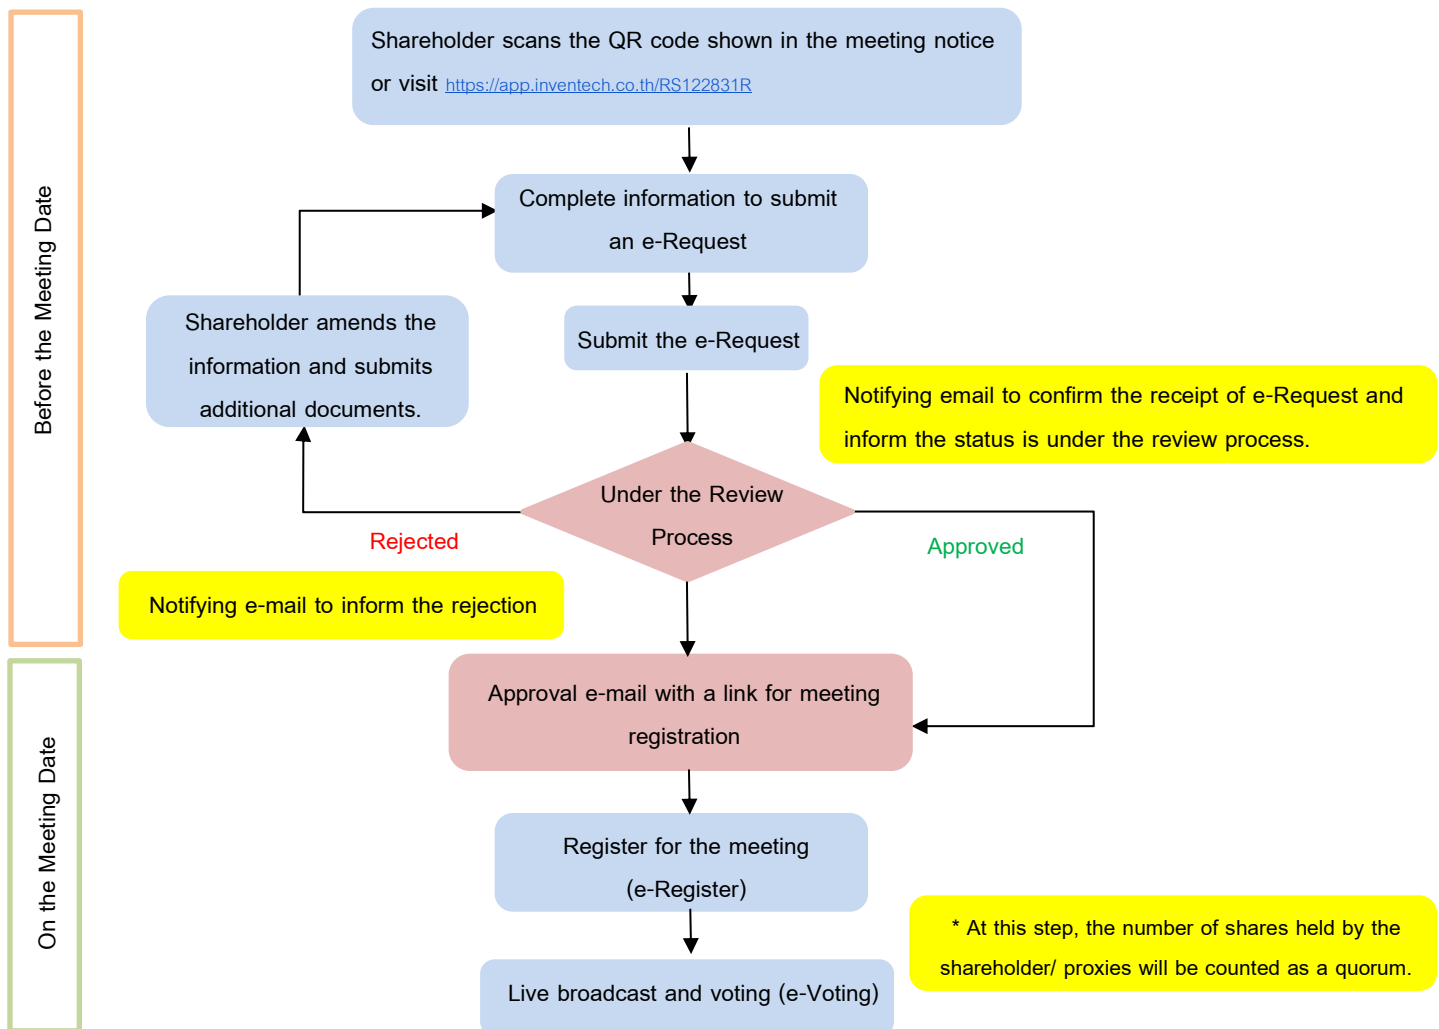 Before the Meeting Date
Shareholder scans the QR code shown in the meeting notice
or visit https://app.inventech.co.th/RS122831R
Complete information to submit
an e-Request
Shareholder amends the
information and submits
additional documents.
Submit the e-Request
Notifying email to confirm the receipt of e-Request and
inform the status is under the review process.
Under the Review
Process
Rejected
Approved
Notifying e-mail to inform the rejection
On the Meeting Date
Approval e-mail with a link for meeting
registration
Register for the meeting
(e-Register)
* At this step, the number of shares held by the
shareholder/ proxies will be counted as a quorum.
Live broadcast and voting (e-Voting)